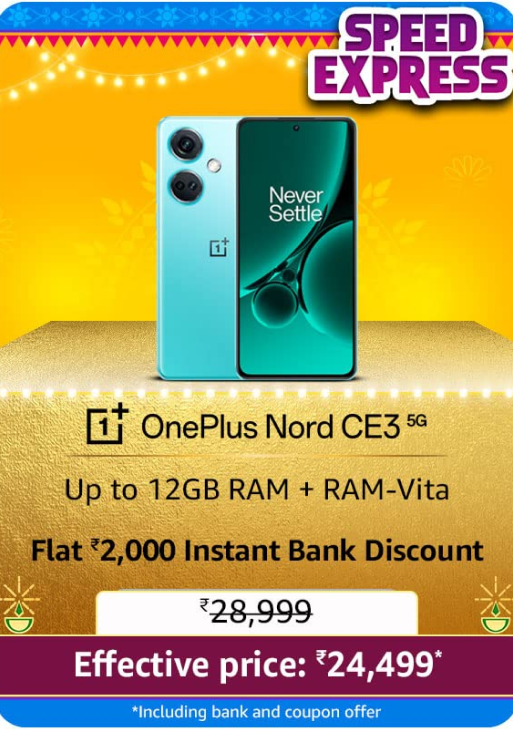 SPEED
EXPRESS
Never
Settle
OnePlus Nord CE3 5G
Up to 12GB RAM + RAM-Vita
Flat ₹2,000 Instant Bank Discount
₹28,999
Effective price: ₹24,499*
*Including bank and coupon offer